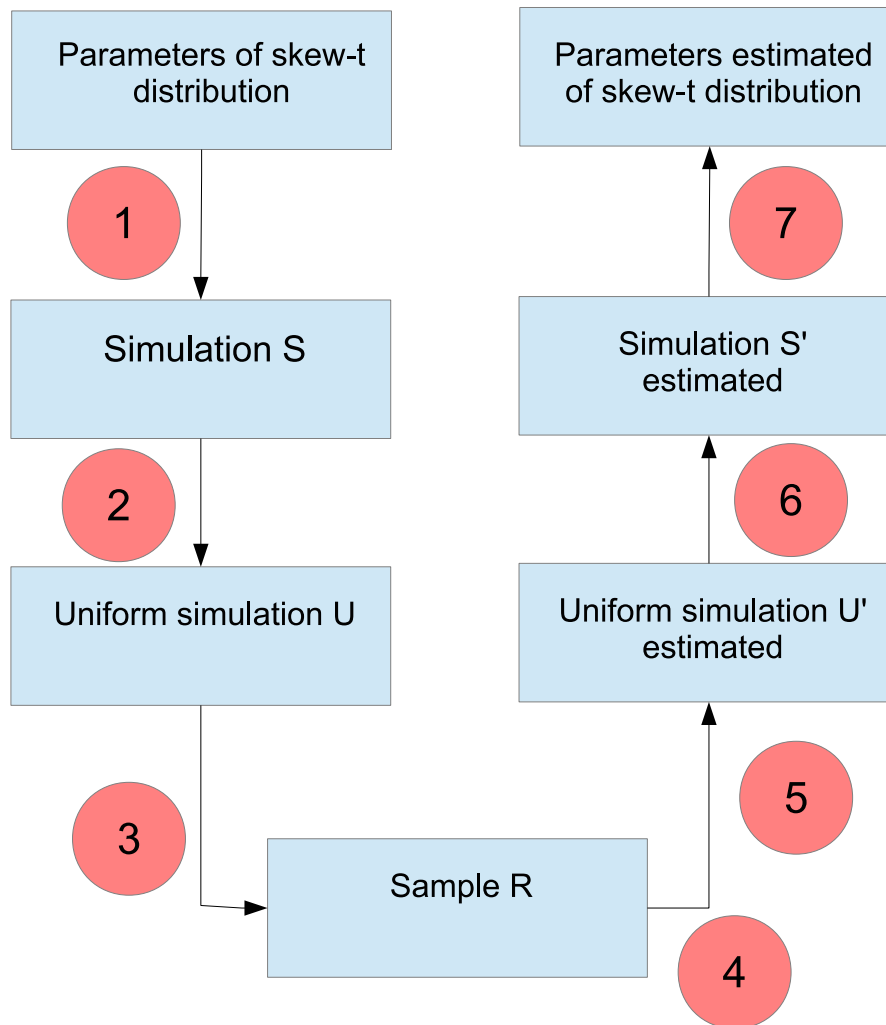 Parameters of skew-t
distribution
1
Simulation S
2
Uniform simulation U
3
Sample R
4
5
Uniform simulation U'
estimated
6
Simulation S'
estimated
7
Parameters estimated
of skew-t distribution